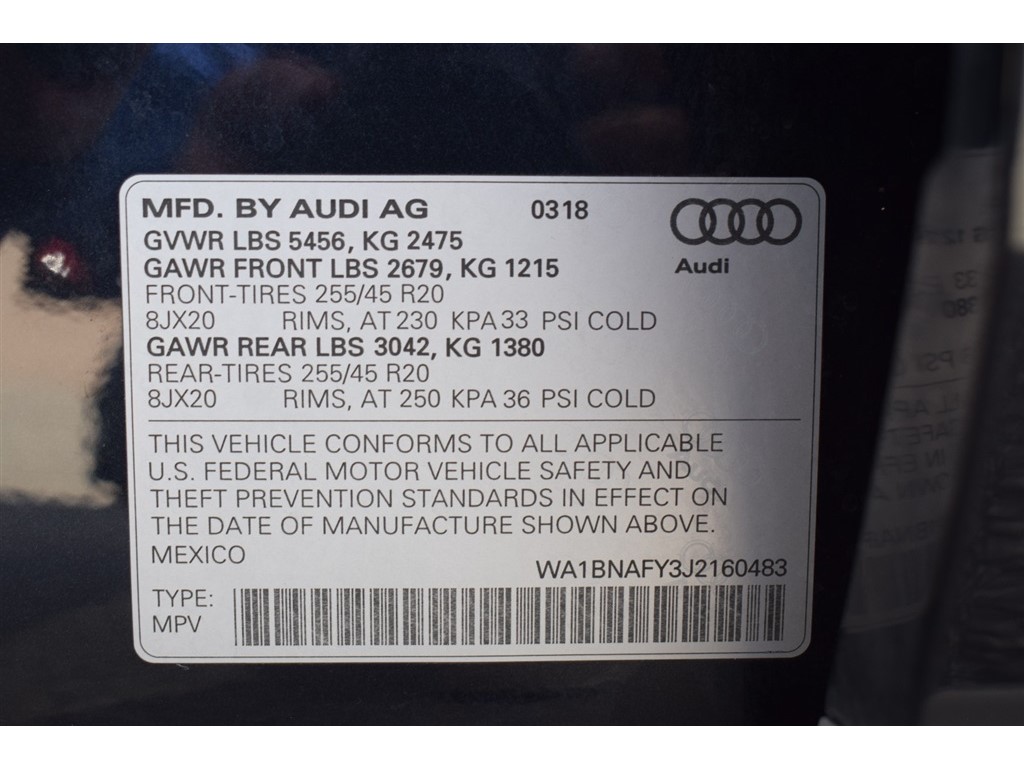 MFD. BY AUDI AG 0318
GVWR LBS 5456, KG 2475
GAWR FRONT LBS 2679, KG 1215
Audi
FRONT-TIRES 255/45 R20
8JX20 RIMS, AT 230 KPA 33 PSI COLD
GAWR REAR LBS 3042, KG 1380
REAR-TIRES 255/45 R20
8JX20 RIMS, AT 250 KPA 36 PSI COLD
THIS VEHICLE CONFORMS TO ALL APPLICABLE
U.S. FEDERAL MOTOR VEHICLE SAFETY AND
THEFT PREVENTION STANDARDS IN EFFECT ON
THE DATE OF MANUFACTURE SHOWN ABOVE.
MEXICO
WA1BNAFY3J2160483
TYPE:
MPV